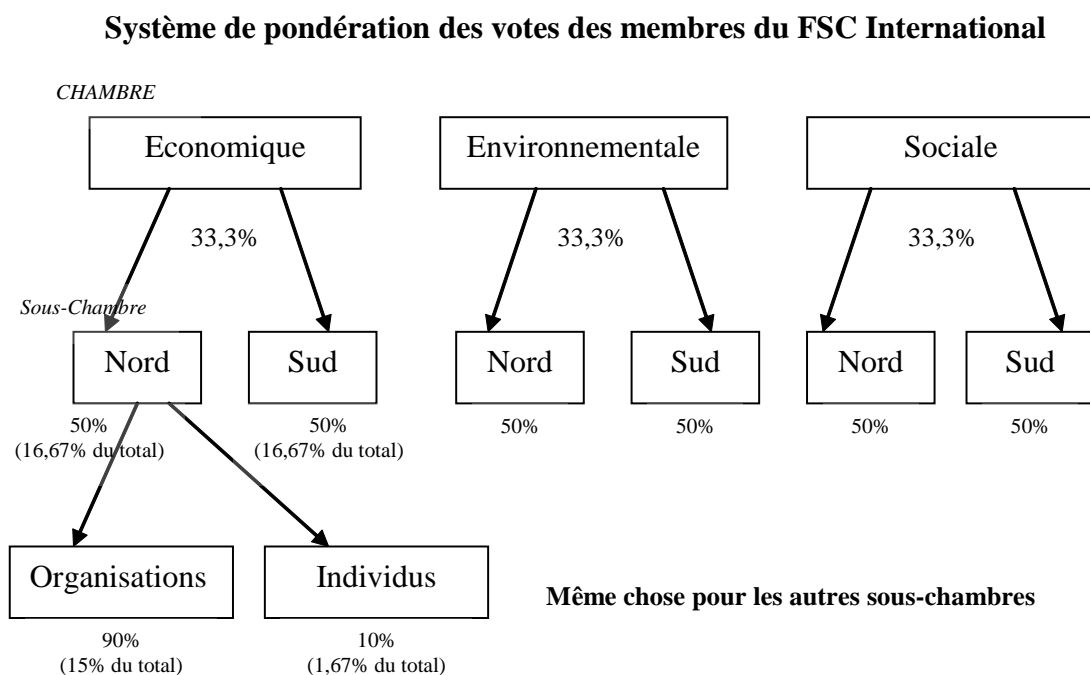 Système de pondération des votes des membres du FSC International
CHAMBRE
Economique
Environnementale
Sociale
33,3%
33,3%
33,3%
Sous-Chambre
Nord
Sud
Nord
Sud
Nord
Sud
50%
(16,67% du total)
50%
(16,67% du total)
50%
50%
50%
50%
Organisations
Individus
Même chose pour les autres sous-chambres
90%
(15% du total)
10%
(1,67% du total)